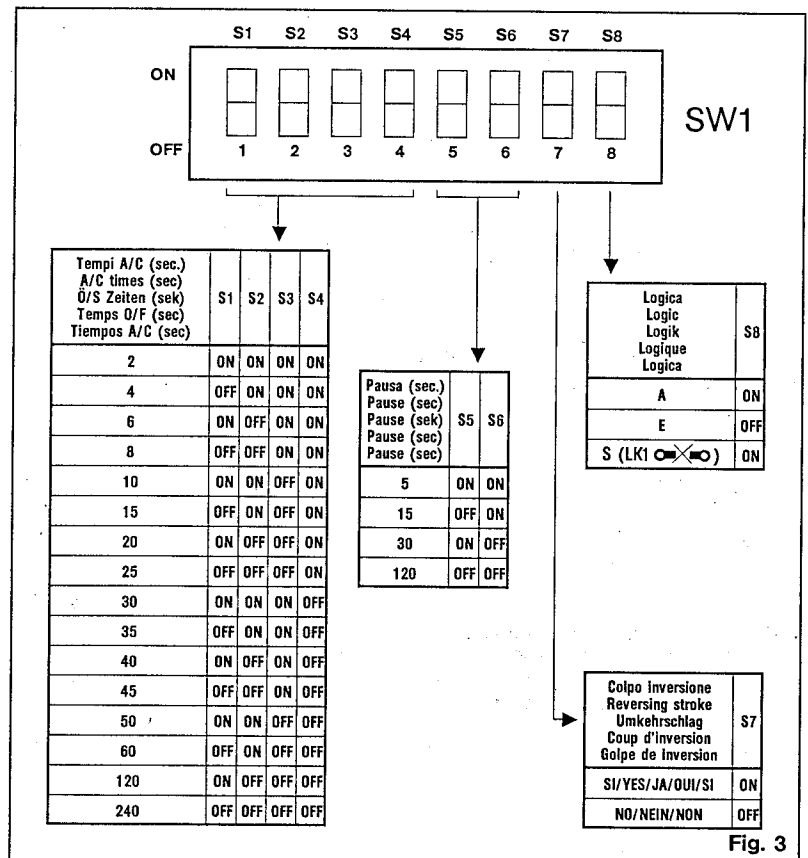 S1 S2 S3 S4 S5 S6 S7 S8
ON
SW1
OFF
1 2 3 4 5 6 7 8
Tempi A/C (sec.)
A/C times (sec)
Ö/S Zeiten (sek)
Temps O/F (sec)
Tiempos A/C (sec)
S1 S2 S3 S4
2 ON ON ON ON
4 OFF ON ON ON
6 ON OFF ON ON
8 OFF OFF ON ON
10 ON ON OFF ON
15 OFF ON OFF ON
20 ON OFF OFF ON
25 OFF OFF OFF ON
30 ON ON ON OFF
35 OFF ON ON OFF
40 ON OFF ON OFF
45 OFF OFF ON OFF
50 ON ON OFF OFF
60 OFF ON OFF OFF
120 ON OFF OFF OFF
240 OFF OFF OFF OFF
Pausa (sec.)
Pause (sec)
Pause (sek)
Pause (sec)
Pause (sec)
S5 S6
5 ON ON
15 OFF ON
30 ON OFF
120 OFF OFF
Logica
Logic
Logik
Logique
Logica
S8
A ON
E OFF
S (LK1 ) ON
Colpo inversione
Reversing stroke
Umkehrschlag
Coup d'inversion
Golpe de inversion
S7
SI/YES/JA/OUI/SI ON
NO/NEIN/NON OFF
Fig. 3